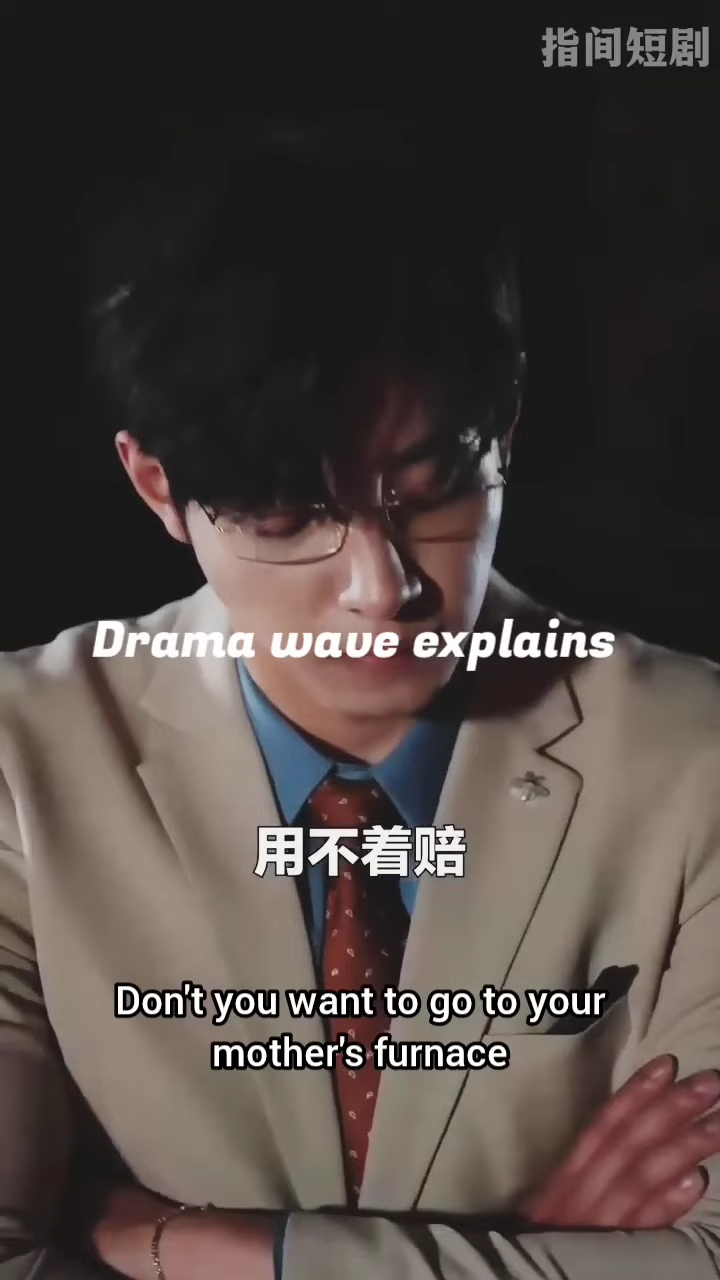 指间短剧
Drama wave explains
用不着赔
Don't you want to go to your
mother's furnace